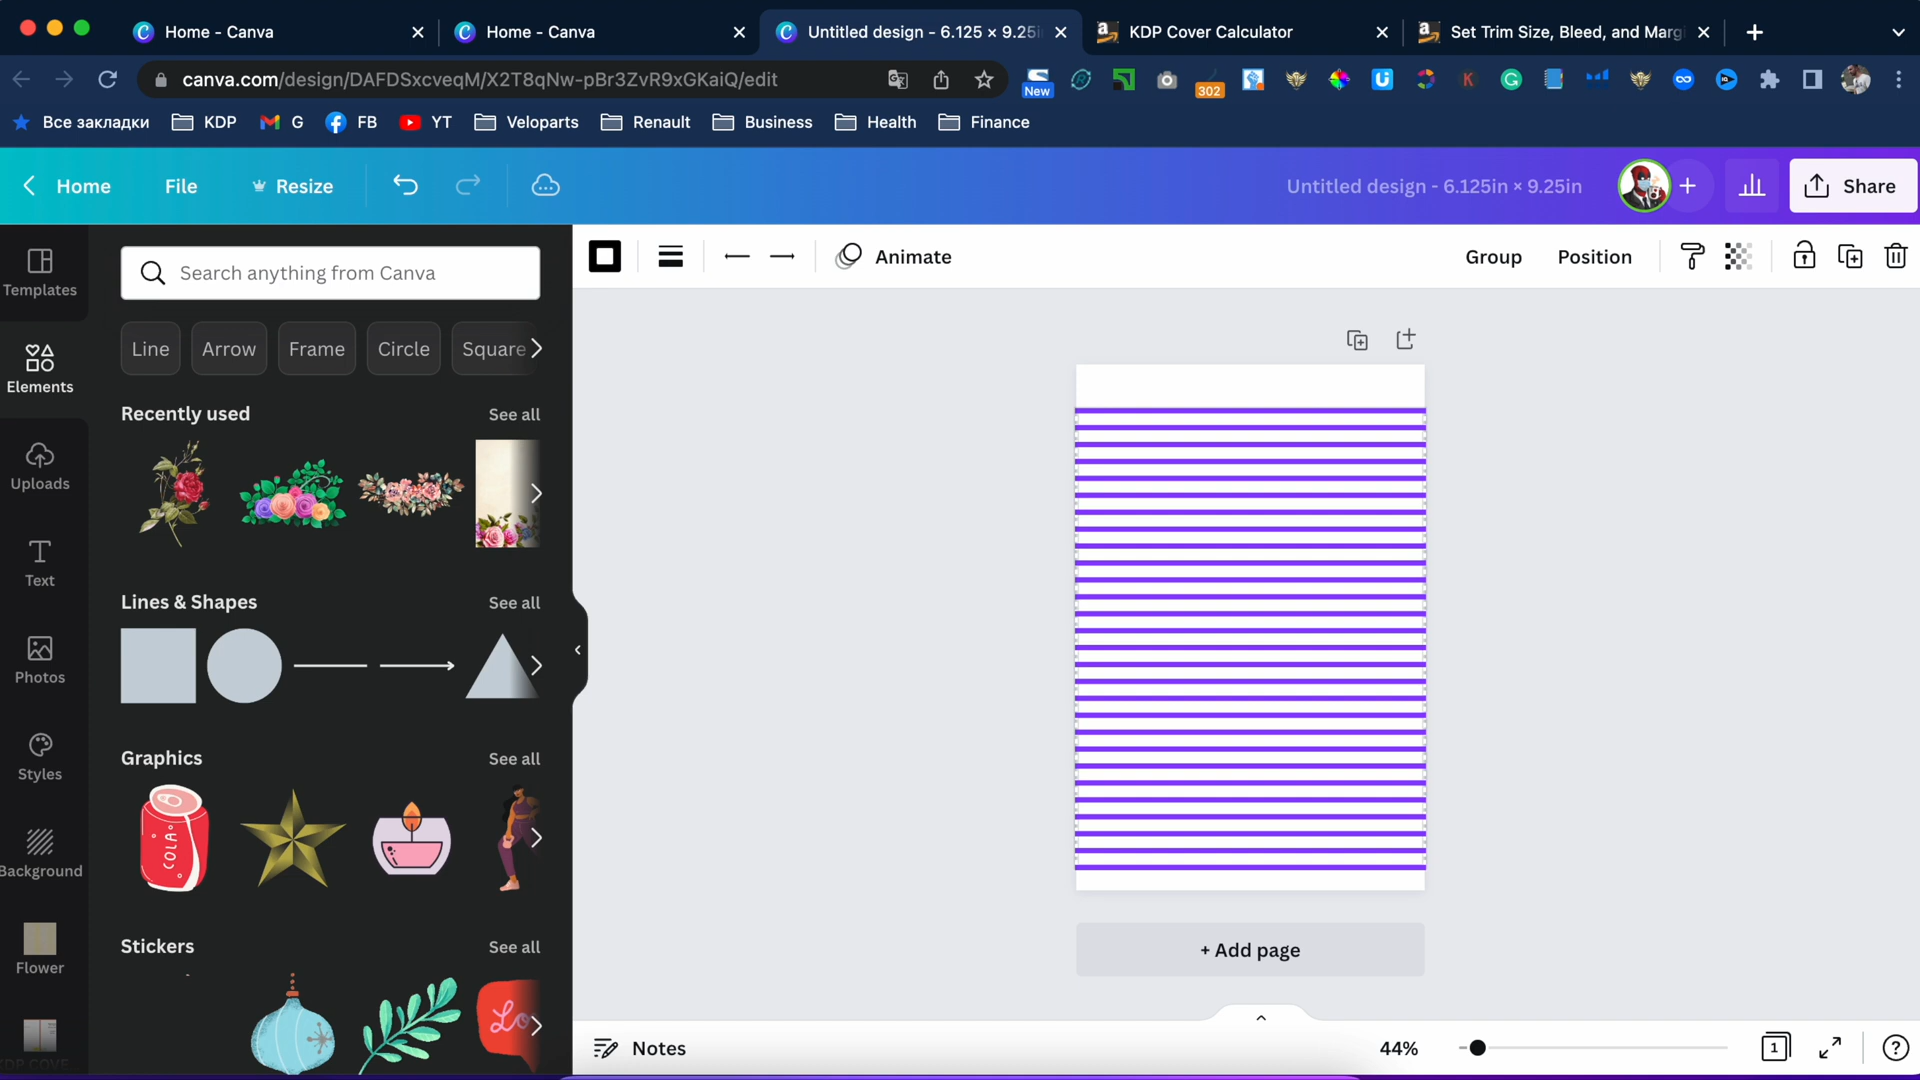 Home - Canva
Home - Canva
Untitled design - 6.125 × 9.25i
KDP Cover Calculator
Set Trim Size, Bleed, and Margi
canva.com/design/DAFDSxcveqM/X2T8qNw-pBr3ZvR9xGKaiQ/edit
New
302
Все закладки
KDP
G
FB
YT
Veloparts
Renault
Business
Health
Finance
Home
File
Resize
Untitled design - 6.125in × 9.25in
Share
Templates
Elements
Uploads
Text
Photos
Styles
Background
Flower
Search anything from Canva
Line
Arrow
Frame
Circle
Square
Recently used
See all
Lines & Shapes
See all
Graphics
See all
COLA
Stickers
See all
Lo
Animate
Group
Position
+ Add page
Notes
44%
1
?